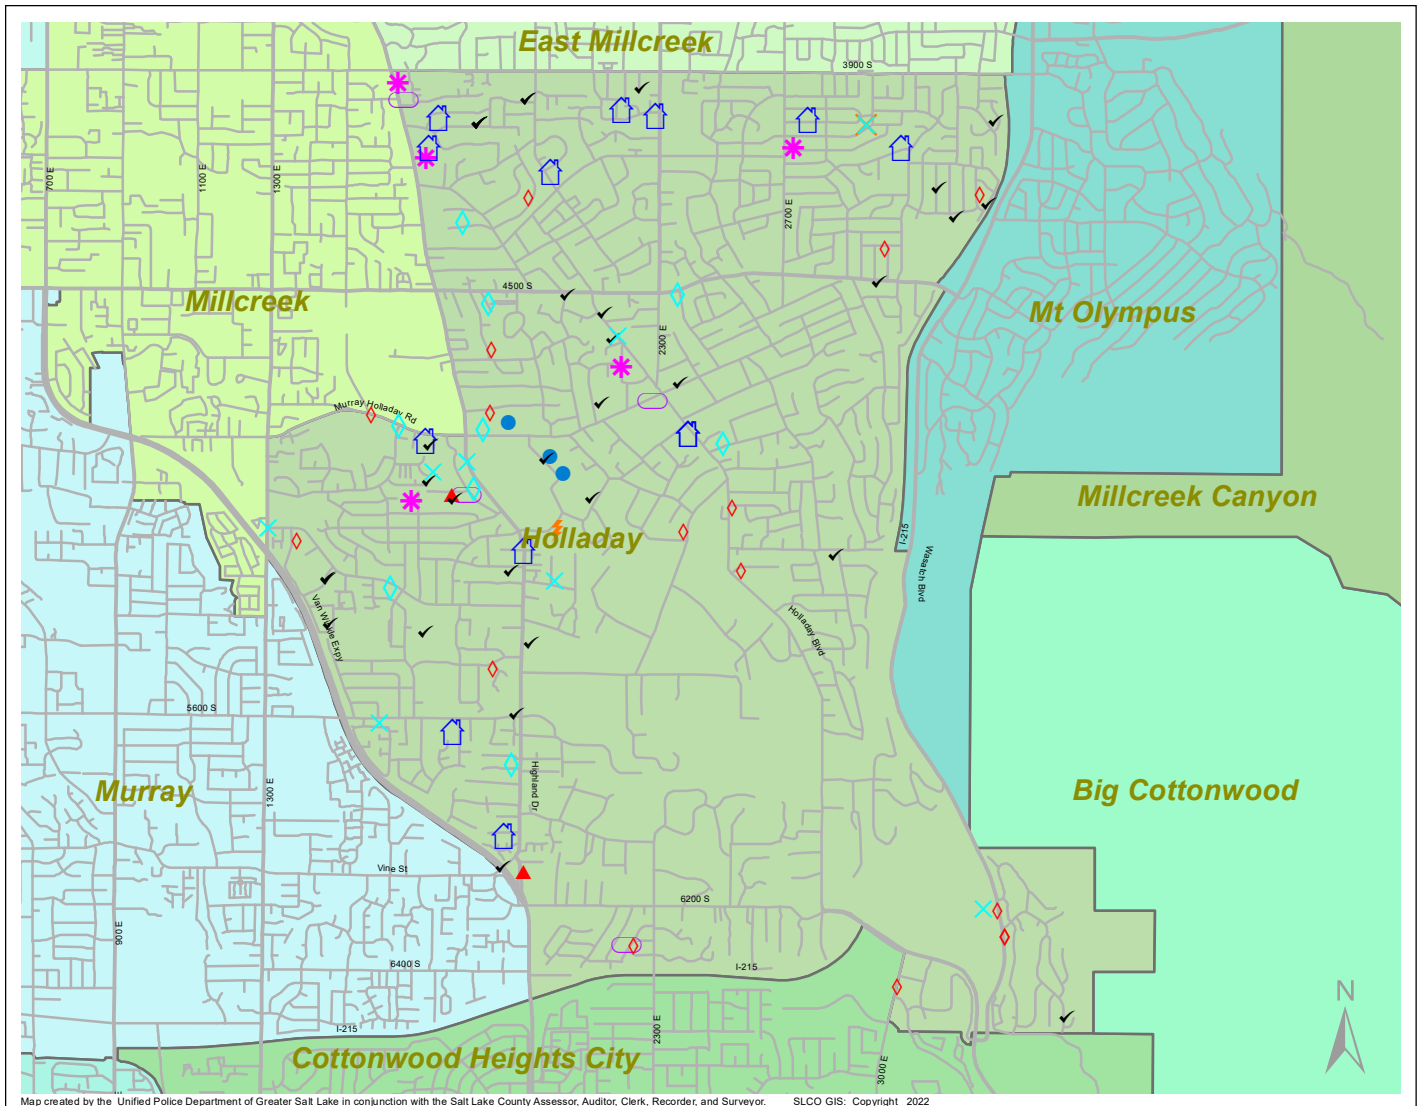 East Millcreek
3900 S
700 E
1100 E
1300 E
2700 E
4500 S
Millcreek
Mt Olympus
2300 E
Murray Holladay Rd
Millcreek Canyon
Holladay
I-215
Wasatch Blvd
Van Winkle Expy
Holladay Blvd
5600 S
Murray
1300 E
Highland Dr
Big Cottonwood
Vine St
6200 S
900 E
6400 S
I-215
I-215
2300 E
Cottonwood Heights City
3000 E
N
Map created by the Unified Police Department of Greater Salt Lake in conjunction with the Salt Lake County Assessor, Auditor, Clerk, Recorder, and Surveyor. SLCO GIS: Copyright 2022